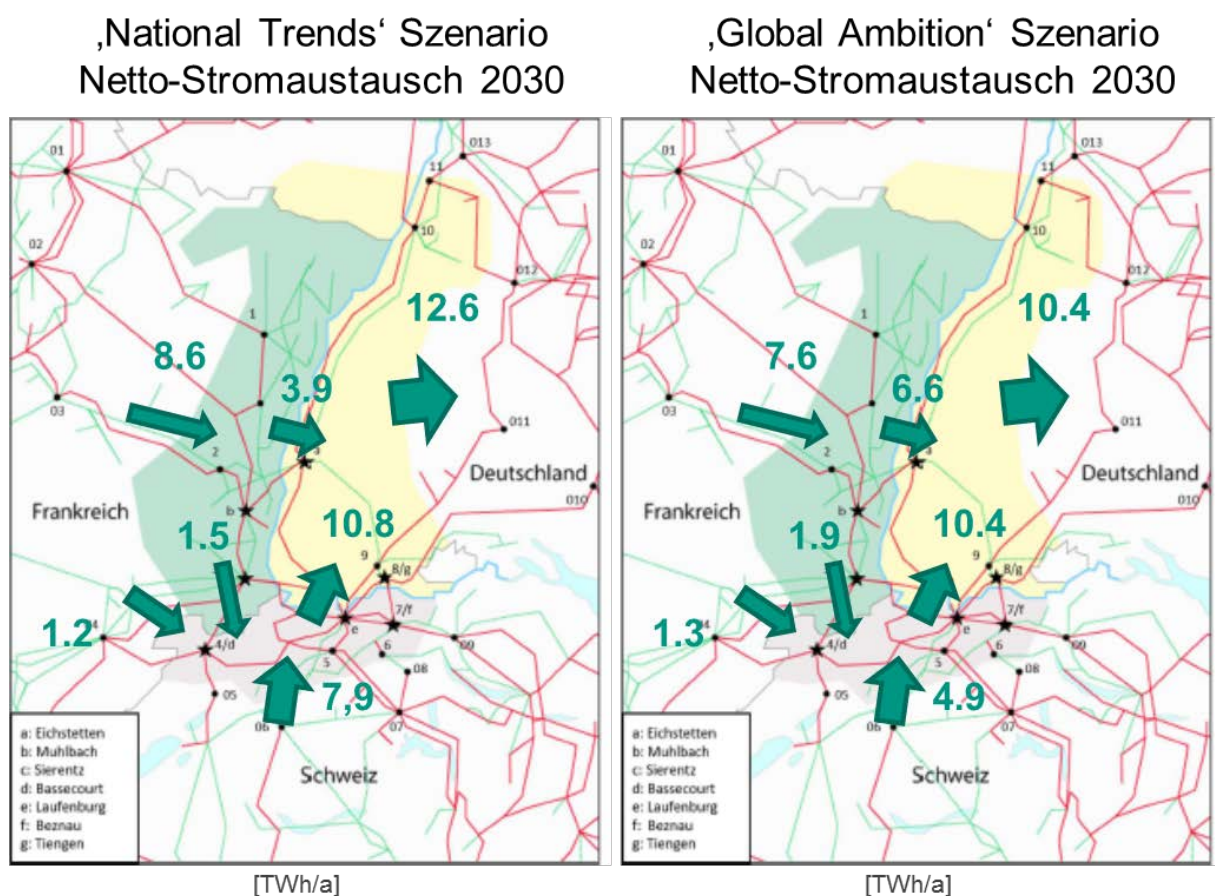 ‚National Trends‘ Szenario
Netto-Stromaustausch 2030
01
02
03
013
11
10
012
12.6
1
8.6
3.9
a
011
2
Deutschland
010
b
Frankreich
1.5
10.8
9
8/g
7/f
1.2
4/d
e
5
6
09
08
05
7,9
06
07
Schweiz
a: Eichstetten
b: Muhlbach
c: Sierentz
d: Bassecourt
e: Laufenburg
f: Beznau
g: Tiengen
[TWh/a]
‚Global Ambition‘ Szenario
Netto-Stromaustausch 2030
01
02
03
013
11
10
012
10.4
1
7.6
6.6
011
2
Deutschland
010
b
Frankreich
1.9
10.4
9
8/g
7/f
1.3
4/d
e
5
6
09
08
05
4.9
06
07
Schweiz
a: Eichstetten
b: Muhlbach
c: Sierentz
d: Bassecourt
e: Laufenburg
f: Beznau
g: Tiengen
[TWh/a]